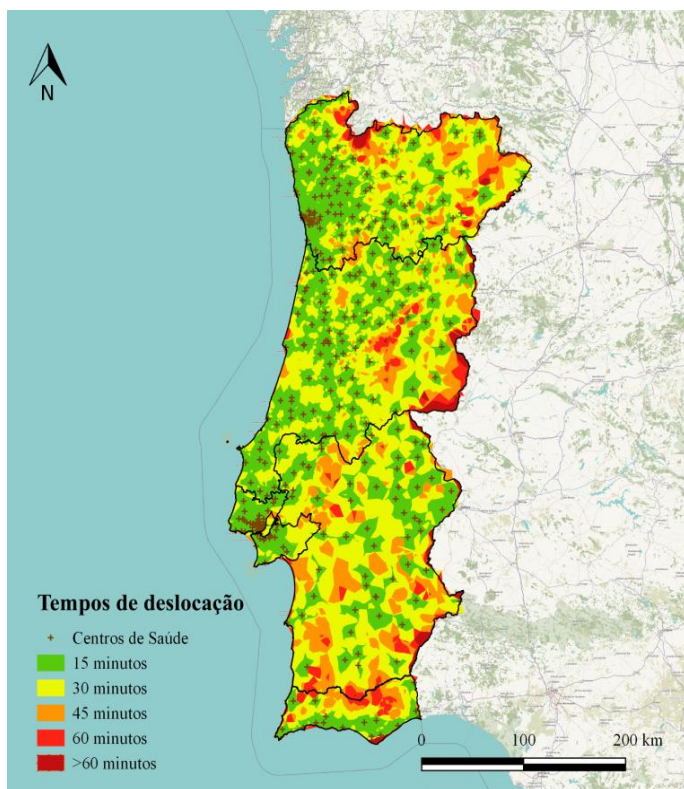 N
Tempos de deslocação
Centros de Saúde
15 minutos
30 minutos
45 minutos
60 minutos
>60 minutos
0 100 200 km